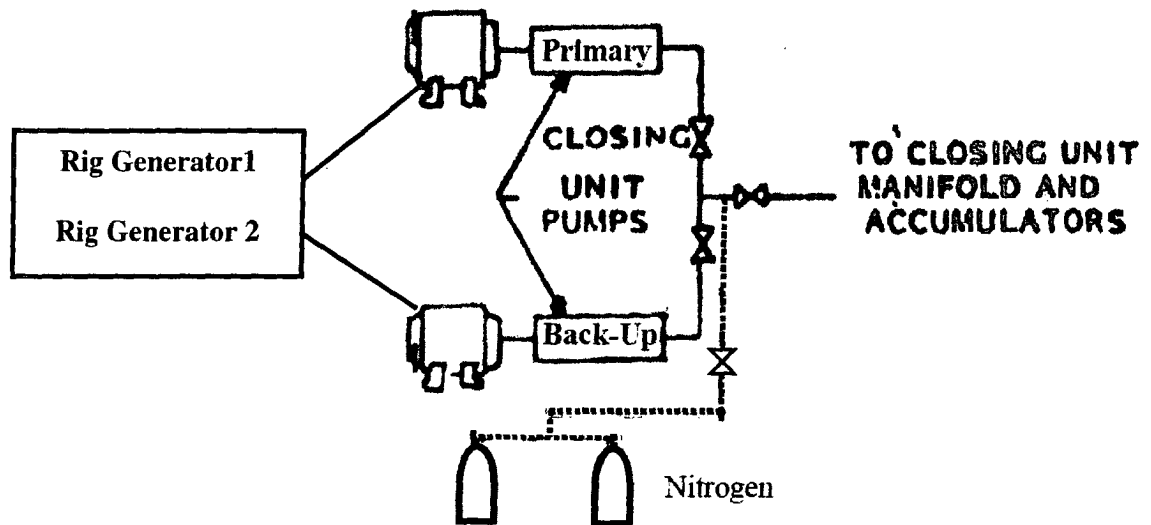 Primary
Rig Generator1
Rig Generator 2
CLOSING
UNIT
PUMPS
TO CLOSING UNIT
MANIFOLD AND
ACCUMULATORS
Back-Up
Nitrogen